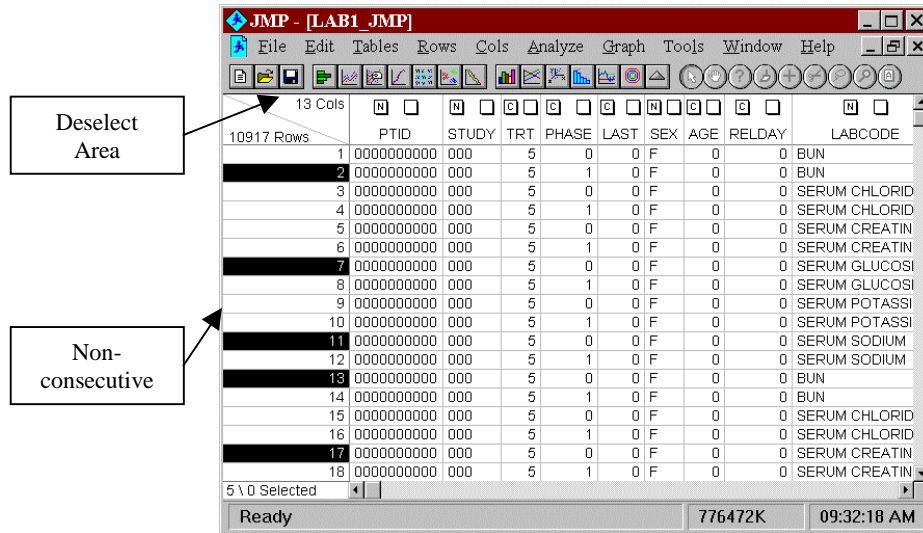 JMP - [LAB1_JMP]
File Edit Tables Rows Cols Analyze Graph Tools Window Help
Deselect
Area
Non-
consecutive
13 Cols N N C C C N C C N
10917 Rows PTID STUDY TRT PHASE LAST SEX AGE RELDAY LABCODE
1 0000000000 000 5 0 0 F 0 0 BUN
2 0000000000 000 5 1 0 F 0 0 BUN
3 0000000000 000 5 0 0 F 0 0 SERUM CHLORID
4 0000000000 000 5 1 0 F 0 0 SERUM CHLORID
5 0000000000 000 5 0 0 F 0 0 SERUM CREATIN
6 0000000000 000 5 1 0 F 0 0 SERUM CREATIN
7 0000000000 000 5 0 0 F 0 0 SERUM GLUCOSI
8 0000000000 000 5 1 0 F 0 0 SERUM GLUCOSI
9 0000000000 000 5 0 0 F 0 0 SERUM POTASSI
10 0000000000 000 5 1 0 F 0 0 SERUM POTASSI
11 0000000000 000 5 0 0 F 0 0 SERUM SODIUM
12 0000000000 000 5 1 0 F 0 0 SERUM SODIUM
13 0000000000 000 5 0 0 F 0 0 BUN
14 0000000000 000 5 1 0 F 0 0 BUN
15 0000000000 000 5 0 0 F 0 0 SERUM CHLORID
16 0000000000 000 5 1 0 F 0 0 SERUM CHLORID
17 0000000000 000 5 0 0 F 0 0 SERUM CREATIN
18 0000000000 000 5 1 0 F 0 0 SERUM CREATIN
5 \ 0 Selected
Ready 776472K 09:32:18 AM